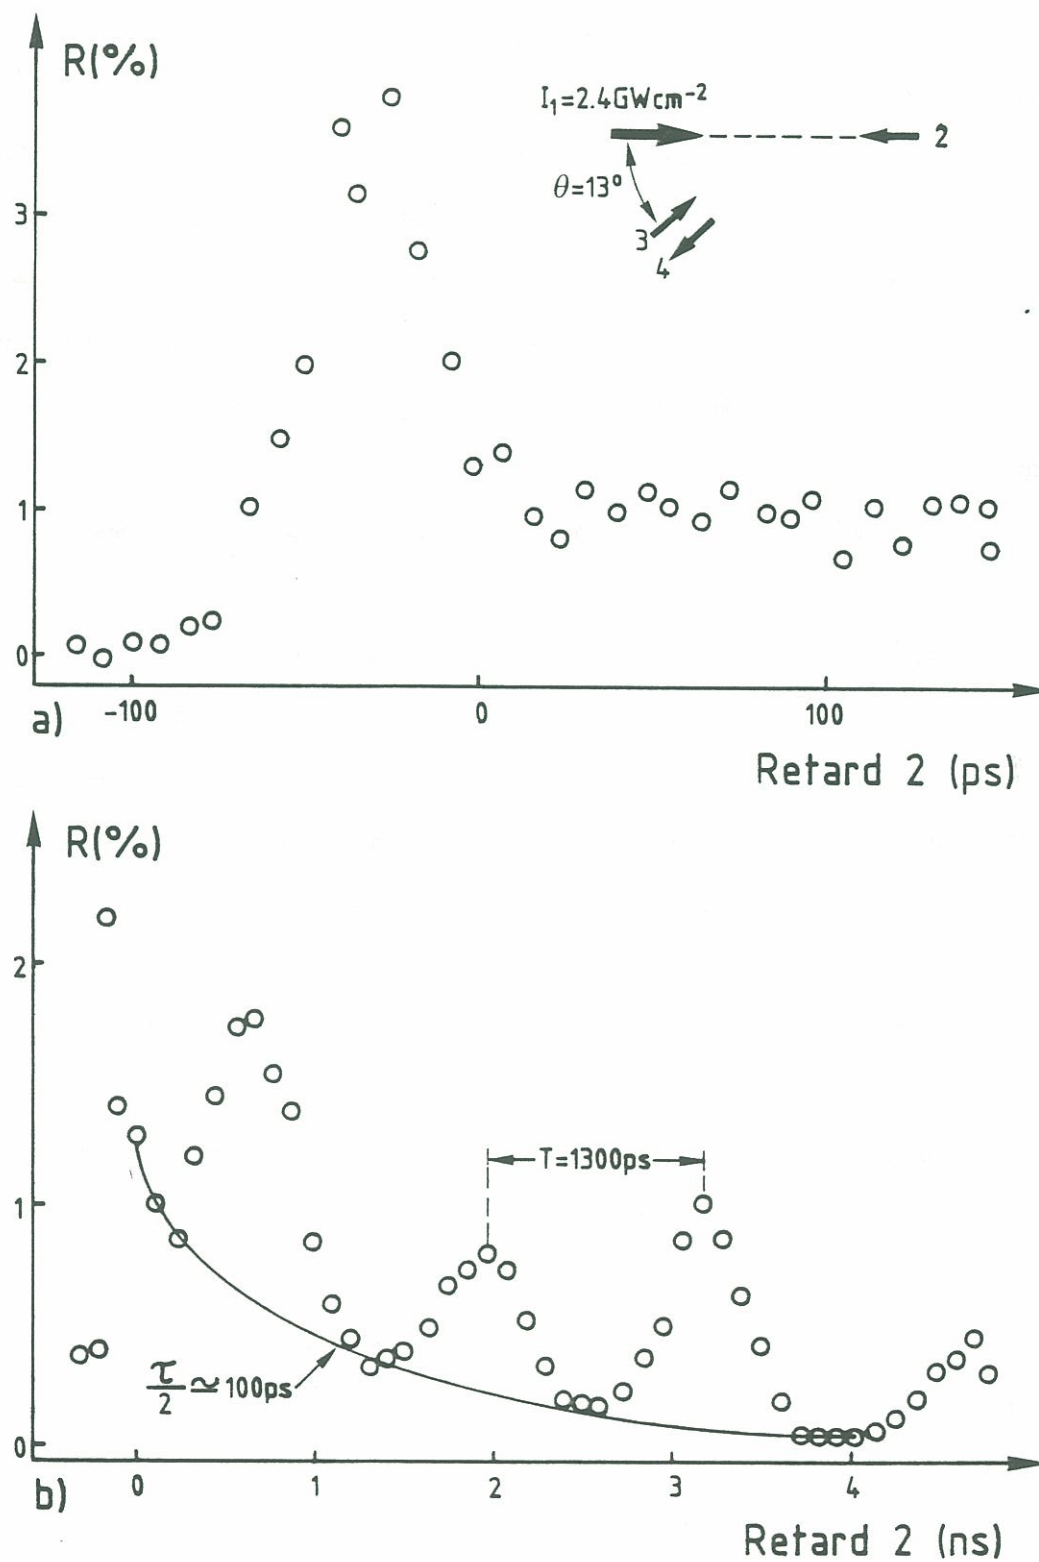 R(%)
I₁=2.4GWcm⁻²
2
θ=13°
3
4
3
2
1
0
-100
0
100
a)
Retard 2 (ps)
R(%)
2
T=1300ps
1
τ/2 ≃ 100ps
0
0
1
2
3
4
b)
Retard 2 (ns)